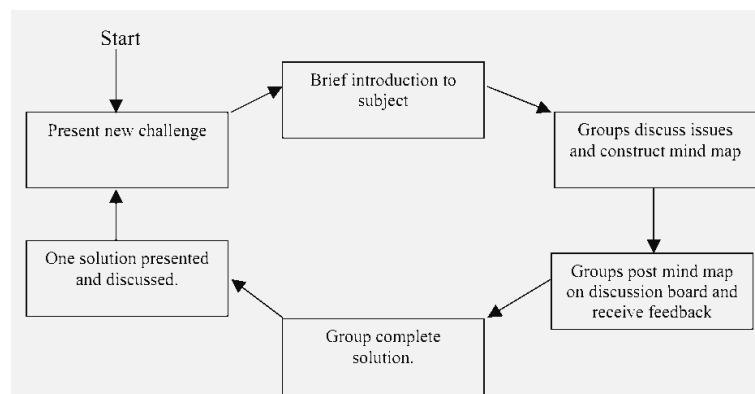 Start
Present new challenge
Brief introduction to
subject
Groups discuss issues
and construct mind map
Groups post mind map
on discussion board and
receive feedback
Group complete
solution.
One solution presented
and discussed.